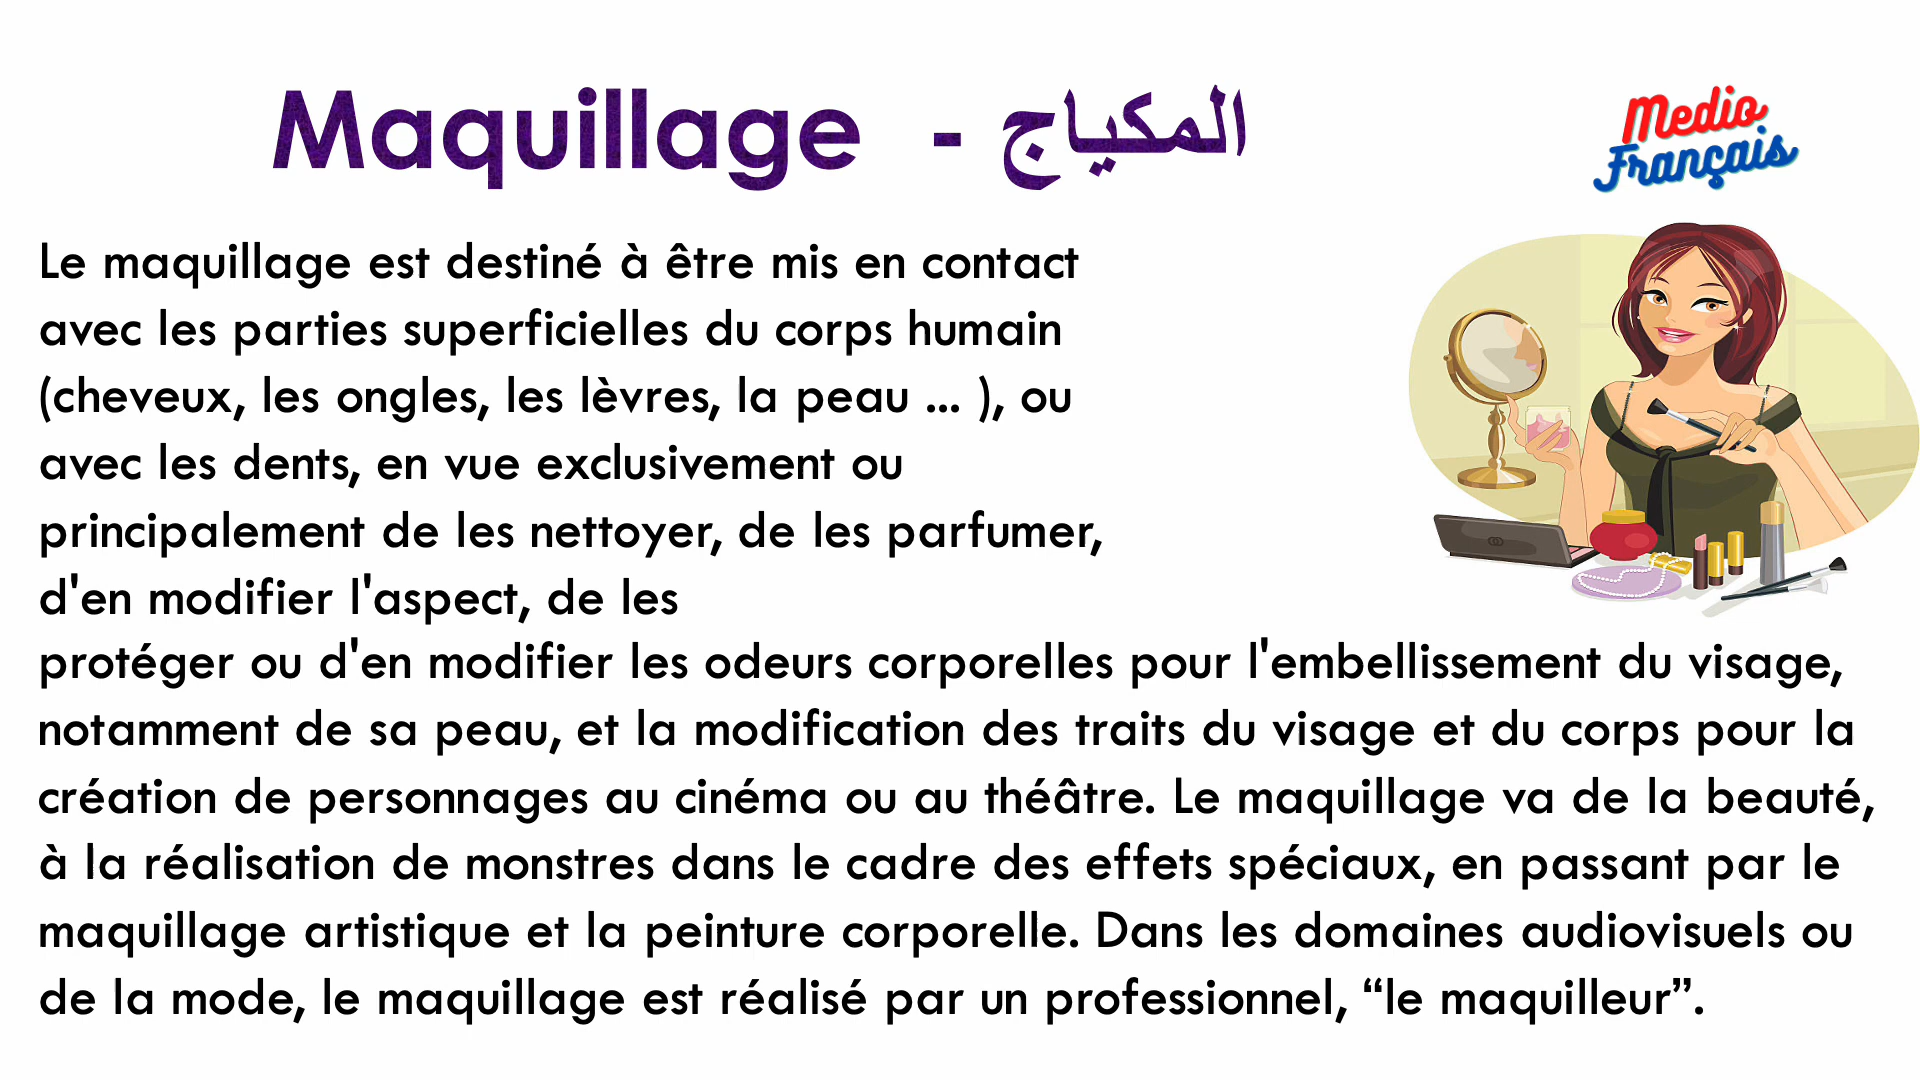 Maquillage - المكياج
Medio
Français
Le maquillage est destiné à être mis en contact
avec les parties superficielles du corps humain
(cheveux, les ongles, les lèvres, la peau ... ), ou
avec les dents, en vue exclusivement ou
principalement de les nettoyer, de les parfumer,
d'en modifier l'aspect, de les
protéger ou d'en modifier les odeurs corporelles pour l'embellissement du visage,
notamment de sa peau, et la modification des traits du visage et du corps pour la
création de personnages au cinéma ou au théâtre. Le maquillage va de la beauté,
à la réalisation de monstres dans le cadre des effets spéciaux, en passant par le
maquillage artistique et la peinture corporelle. Dans les domaines audiovisuels ou
de la mode, le maquillage est réalisé par un professionnel, “le maquilleur”.